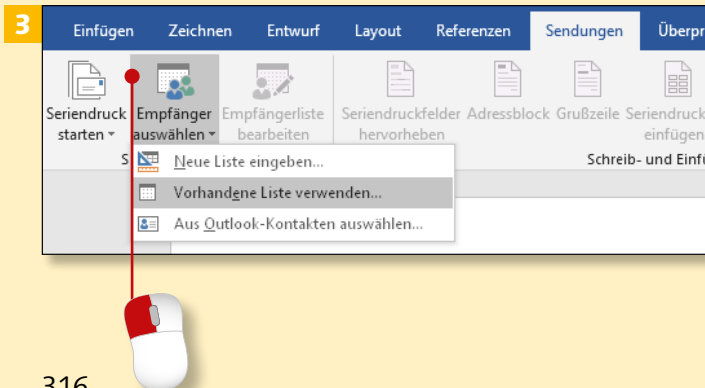 3
Einfügen Zeichnen Entwurf Layout Referenzen Sendungen Überpr
Seriendruck starten
Empfänger auswählen
Empfängerliste bearbeiten
Seriendruckfelder hervorheben
Adressblock
Grußzeile
Seriendruck einfügen
S
Schreib- und Einfü
Neue Liste eingeben...
Vorhandene Liste verwenden...
Aus Outlook-Kontakten auswählen...
316